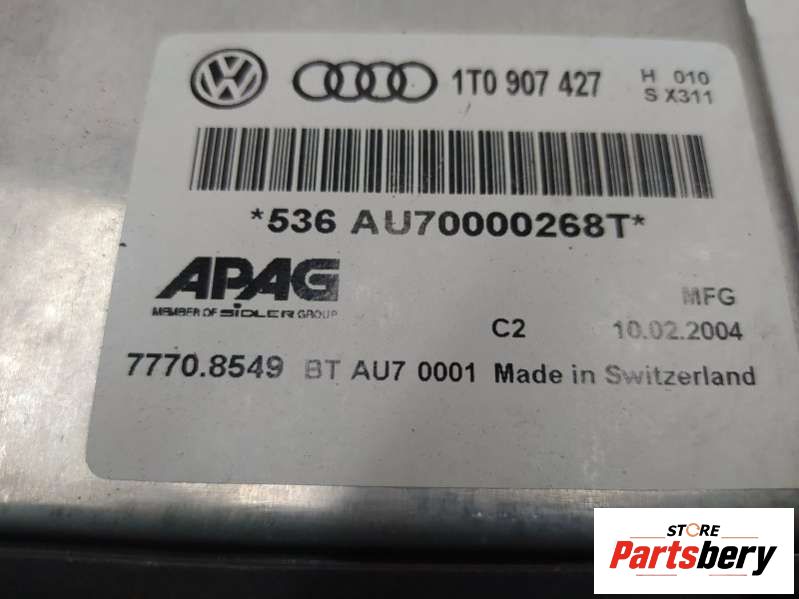 1T0 907 427 H 010
S X311
*536 AU70000268T*
APAG
MEMBER OF SIDLER GROUP
MFG
C2 10.02.2004
7770.8549 BT AU7 0001 Made in Switzerland
STORE
Partsbery